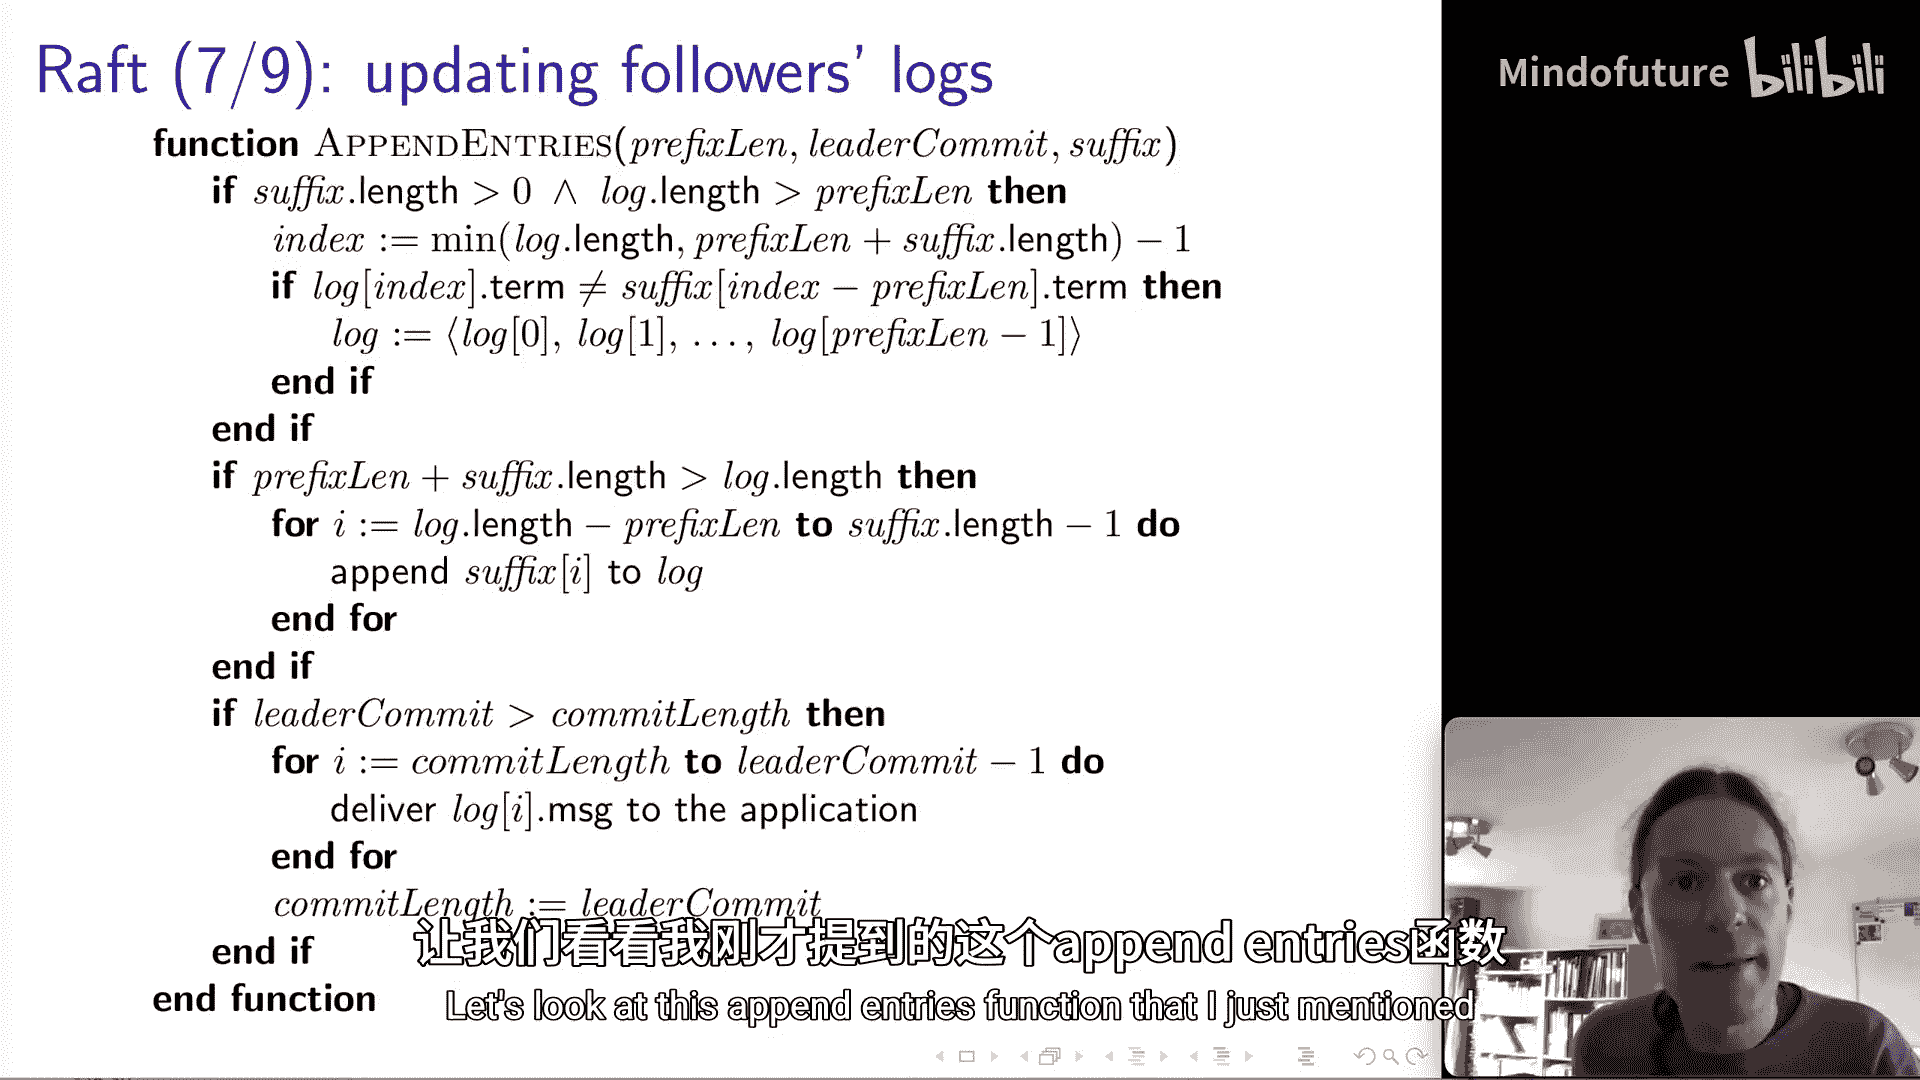 Raft (7/9): updating followers' logs
Mindofuture bilibili
function APPENDENTRIES(prefixLen, leaderCommit, suffix)
if suffix.length > 0 ∧ log.length > prefixLen then
index := min(log.length, prefixLen + suffix.length) − 1
if log[index].term ≠ suffix[index − prefixLen].term then
log := ⟨log[0], log[1], . . . , log[prefixLen − 1]⟩
end if
end if
if prefixLen + suffix.length > log.length then
for i := log.length − prefixLen to suffix.length − 1 do
append suffix[i] to log
end for
end if
if leaderCommit > commitLength then
for i := commitLength to leaderCommit − 1 do
deliver log[i].msg to the application
end for
commitLength := leaderCommit
end if
end function
让我们看看我刚才提到的这个append entries函数
Let's look at this append entries function that I just mentioned